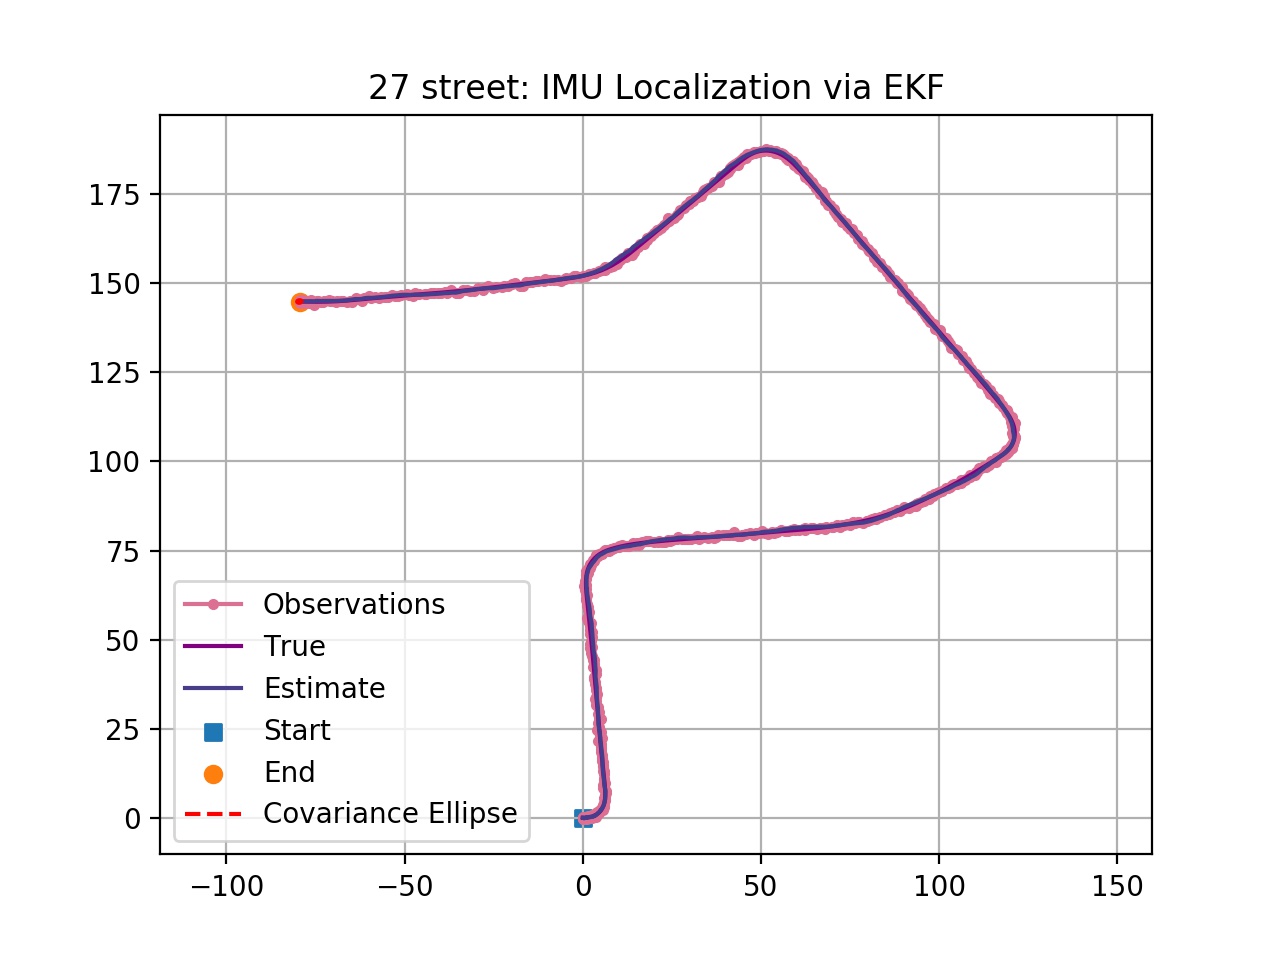 27 street: IMU Localization via EKF
175
150
125
100
75
50
25
0
Observations
True
Estimate
Start
End
Covariance Ellipse
−100 −50 0 50 100 150